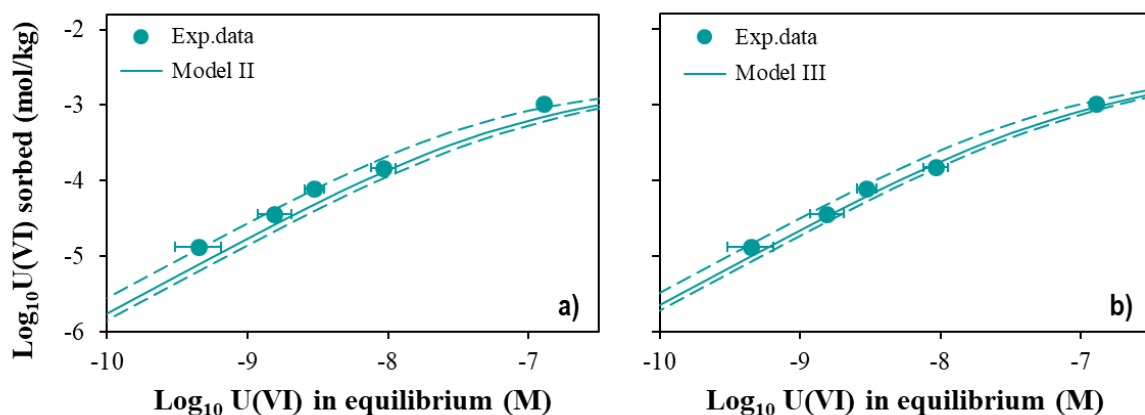 Log₁₀U(VI) sorbed (mol/kg)
-2
-3
-4
-5
-6
Exp.data
Model II
a)
-10 -9 -8 -7
Log₁₀ U(VI) in equilibrium (M)
Exp.data
Model III
b)
-10 -9 -8 -7
Log₁₀ U(VI) in equilibrium (M)